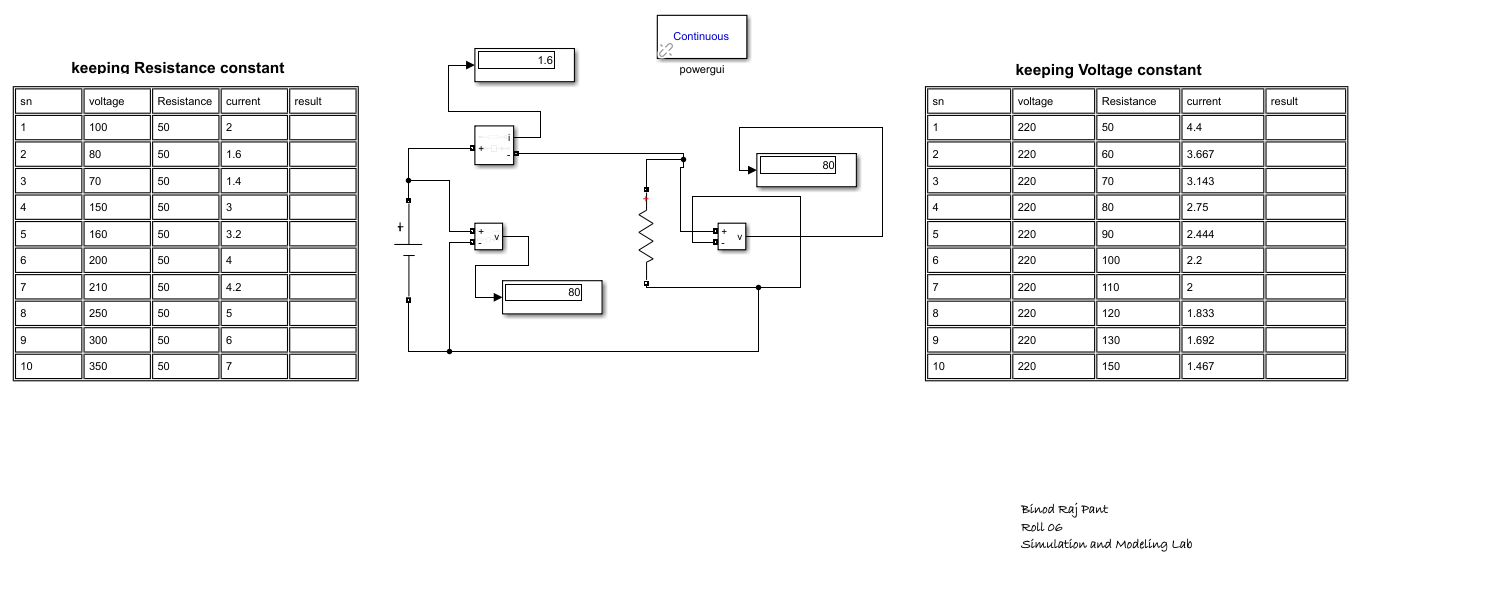 keeping Resistance constant
sn voltage Resistance current result
1 100 50 2
2 80 50 1.6
3 70 50 1.4
4 150 50 3
5 160 50 3.2
6 200 50 4
7 210 50 4.2
8 250 50 5
9 300 50 6
10 350 50 7
1.6
Continuous
powergui
i
+
-
+
+
-
v
80
+
+
-
v
80
keeping Voltage constant
sn voltage Resistance current result
1 220 50 4.4
2 220 60 3.667
3 220 70 3.143
4 220 80 2.75
5 220 90 2.444
6 220 100 2.2
7 220 110 2
8 220 120 1.833
9 220 130 1.692
10 220 150 1.467
Binod Raj Pant
Roll 06
Simulation and Modeling Lab